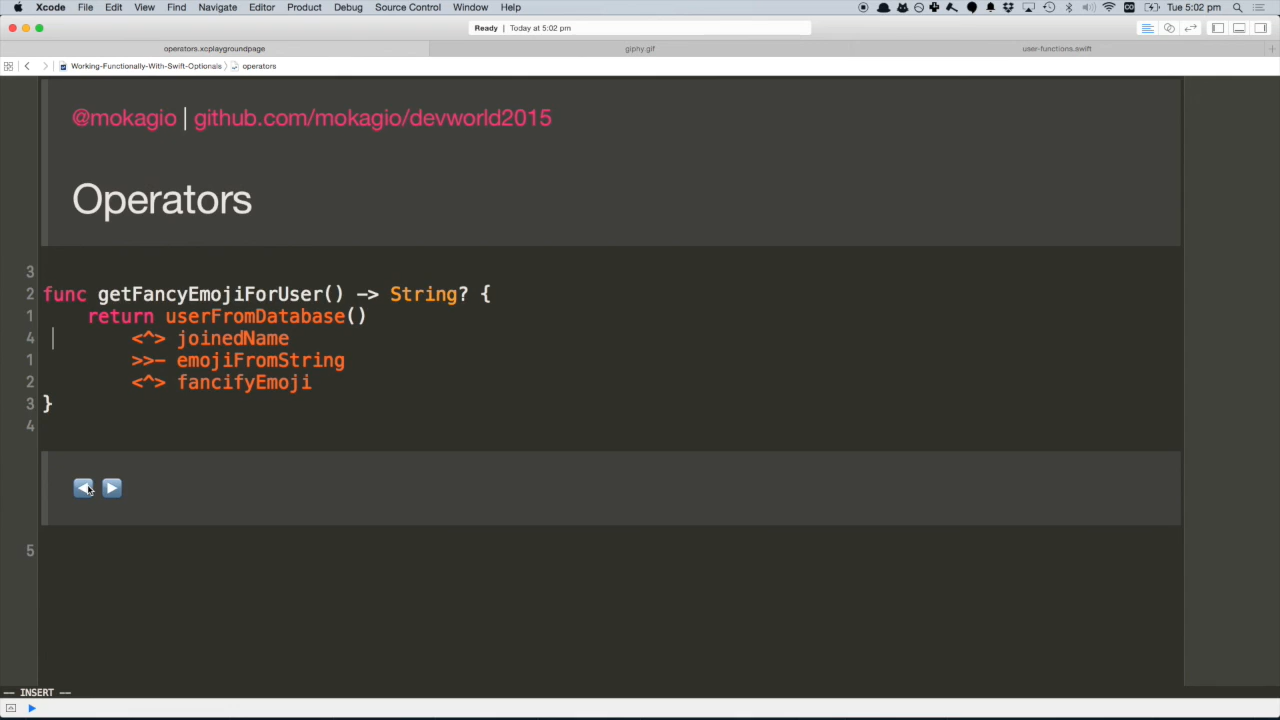 Xcode File Edit View Find Navigate Editor Product Debug Source Control Window Help Tue 5:02 pm
Ready | Today at 5:02 pm
operators.xcplaygroundpage giphy.gif user-functions.swift
Working-Functionally-With-Swift-Optionals operators
@mokagio | github.com/mokagio/devworld2015
Operators
3
2 func getFancyEmojiForUser() -> String? {
1 return userFromDatabase()
4 <^> joinedName
1 >>- emojiFromString
2 <^> fancifyEmoji
3 }
4
5
-- INSERT --